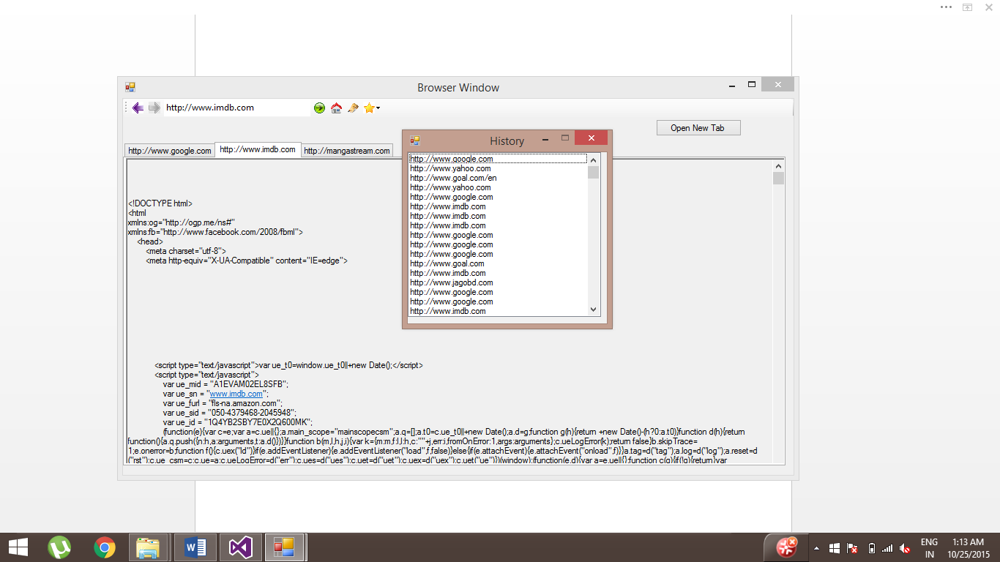 Browser Window
http://www.imdb.com
Open New Tab
http://www.google.com
http://www.imdb.com
http://mangastream.com
History
http://www.google.com
http://www.yahoo.com
http://www.goal.com/en
http://www.yahoo.com
http://www.google.com
http://www.imdb.com
http://www.imdb.com
http://www.imdb.com
http://www.google.com
http://www.google.com
http://www.google.com
http://www.goal.com
http://www.imdb.com
http://www.jagobd.com
http://www.google.com
http://www.google.com
http://www.imdb.com
<!DOCTYPE html>
<html
xmlns:og="http://ogp.me/ns#"
xmlns:fb="http://www.facebook.com/2008/fbml">
<head>
<meta charset="utf-8">
<meta http-equiv="X-UA-Compatible" content="IE=edge">
<script type="text/javascript">var ue_t0=window.ue_t0||+new Date();</script>
<script type="text/javascript">
var ue_mid = "A1EVAM02EL8SFB";
var ue_sn = "www.imdb.com";
var ue_furl = "fls-na.amazon.com";
var ue_sid = "050-4379468-2045948";
var ue_id = "1Q4YB2SBY7E0X2Q600MK";
(function(e){var c=e;var a=c.ue||{};a.main_scope="mainscopecsm";a.q=[];a.t0=c.ue_t0||+new Date();a.d=g;function g(h){return +new Date()-(h?0:a.t0)}function d(h){return
function(){a.q.push({n:h,a:arguments,t:a.d()})}}function b(m,l,h,j,i){var k={m:m,f:l,l:h,c:""+j,err:i,fromOnError:1,args:arguments};c.ueLogError(k);return false}b.skipTrace=
1;e.onerror=b;function f(){c.uex("ld")}if(e.addEventListener){e.addEventListener("load",f,false)}else{if(e.attachEvent){e.attachEvent("onload",f)}}a.tag=d("tag");a.log=d("log");a.reset=d
("rst");c.ue_csm=c;c.ue=a;c.ueLogError=d("err");c.ues=d("ues");c.uet=d("uet");c.uex=d("uex");c.uet("ue")})(window);(function(e,d){var a=e.ue||{};function c(g){if(!g){return}var
ENG
IN
1:13 AM
10/25/2015